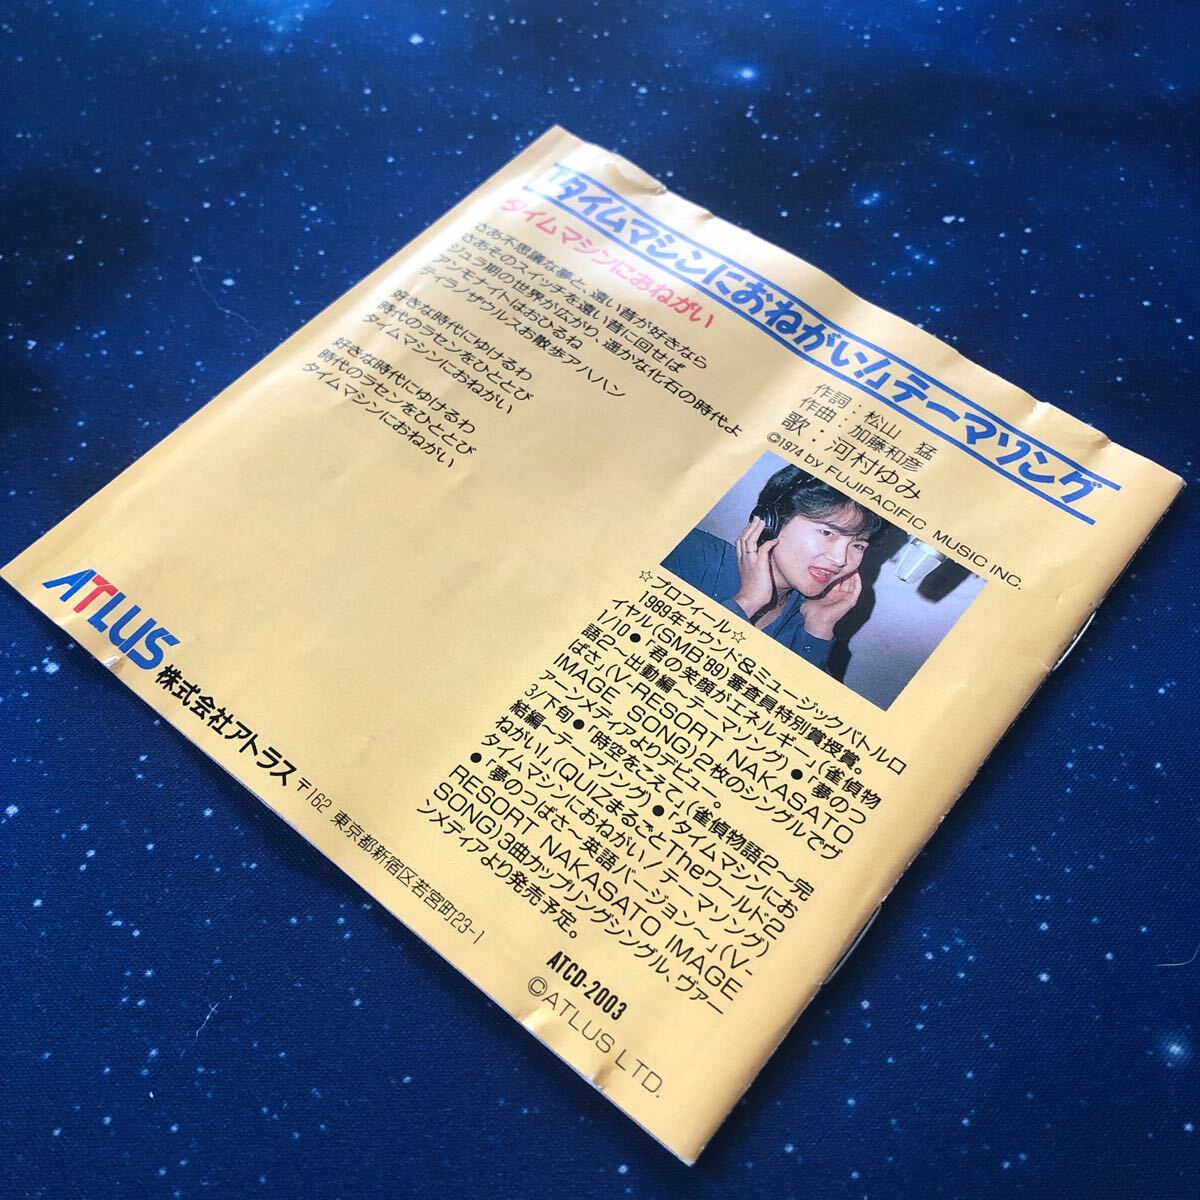 「タイムマシンにおねがい!」テーマソング
タイムマシンにおねがい
作詞：松山　猛
作曲：加藤和彦
歌：河村ゆみ
©1974 by FUJIPACIFIC MUSIC INC.
さあ不思議な夢と、遠い昔が好きなら
さあそのスイッチを遠い昔に回せば
ジュラ期の世界が広がり、遥かな化石の時代よ
アンモナイトはおひるね
ティラノザウルスお散歩アハハン
好きな時代にゆけるわ
時代のラセンをひととび
タイムマシンにおねがい
好きな時代にゆけるわ
時代のラセンをひととび
タイムマシンにおねがい
☆プロフィール☆
1989年サウンド&ミュージックバトルロ
イヤル(SMB'89)審査員特別賞授賞。
1/10●「君の笑顔がエネルギー」(雀偵物
語2〜出動編〜テーマソング)●「夢のつ
ばさ」(V-RESORT NAKASATO
IMAGE SONG)2枚のシングルでヴ
ァーンメディアよりデビュー。
3/下旬●「時空をこえて」(雀偵物語2〜完
結編〜テーマソング)●「タイムマシンにお
ねがい」(QUIZまるごとTheワールド2
タイムマシンにおねがい!テーマソング)
●「夢のつばさ〜英語バージョン〜」(V-
RESORT NAKASATO IMAGE
SONG)3曲カップリングシングル、ヴァー
ンメディアより発売予定。
ATLUS 株式会社アトラス 〒162 東京都新宿区若宮町23-1
ATCD-2003
©ATLUS LTD.